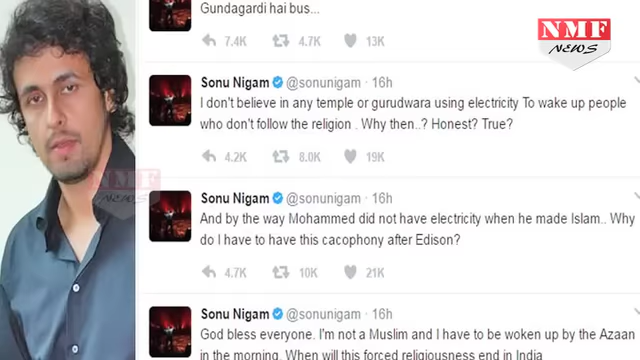 Gundagardi hai bus...
7.4K 4.7K 13K
NMF
NEWS
Sonu Nigam @sonunigam · 16h
I don't believe in any temple or gurudwara using electricity To wake up people
who don't follow the religion . Why then..? Honest? True?
4.2K 8.0K 19K
NMF
NEWS
Sonu Nigam @sonunigam · 16h
And by the way Mohammed did not have electricity when he made Islam.. Why
do I have to have this cacophony after Edison?
4.7K 10K 21K
Sonu Nigam @sonunigam · 16h
God bless everyone. I'm not a Muslim and I have to be woken up by the Azaan
in the morning. When will this forced religiousness end in India